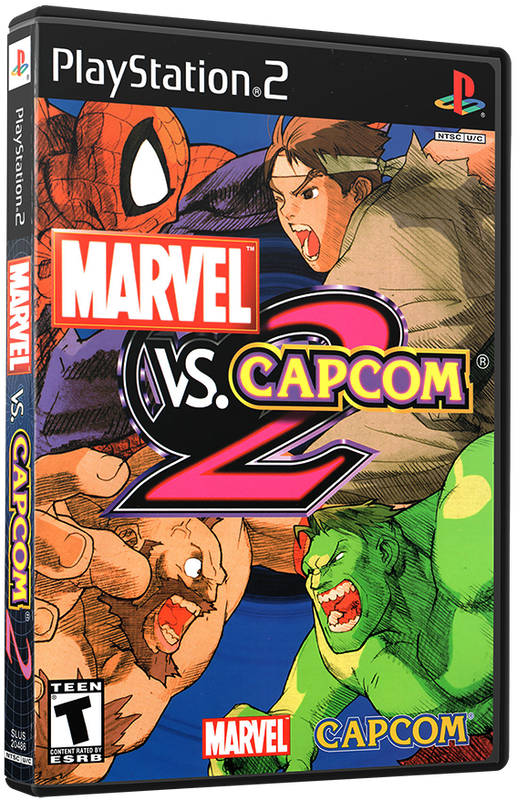 PlayStation®2
NTSC U/C
MARVEL™
VS. CAPCOM®
2
TEEN
T
®
CONTENT RATED BY
ESRB
MARVEL
CAPCOM®
PlayStation®2
MARVEL
VS.
CAPCOM®
2
SLUS
20486
NTSC U/C